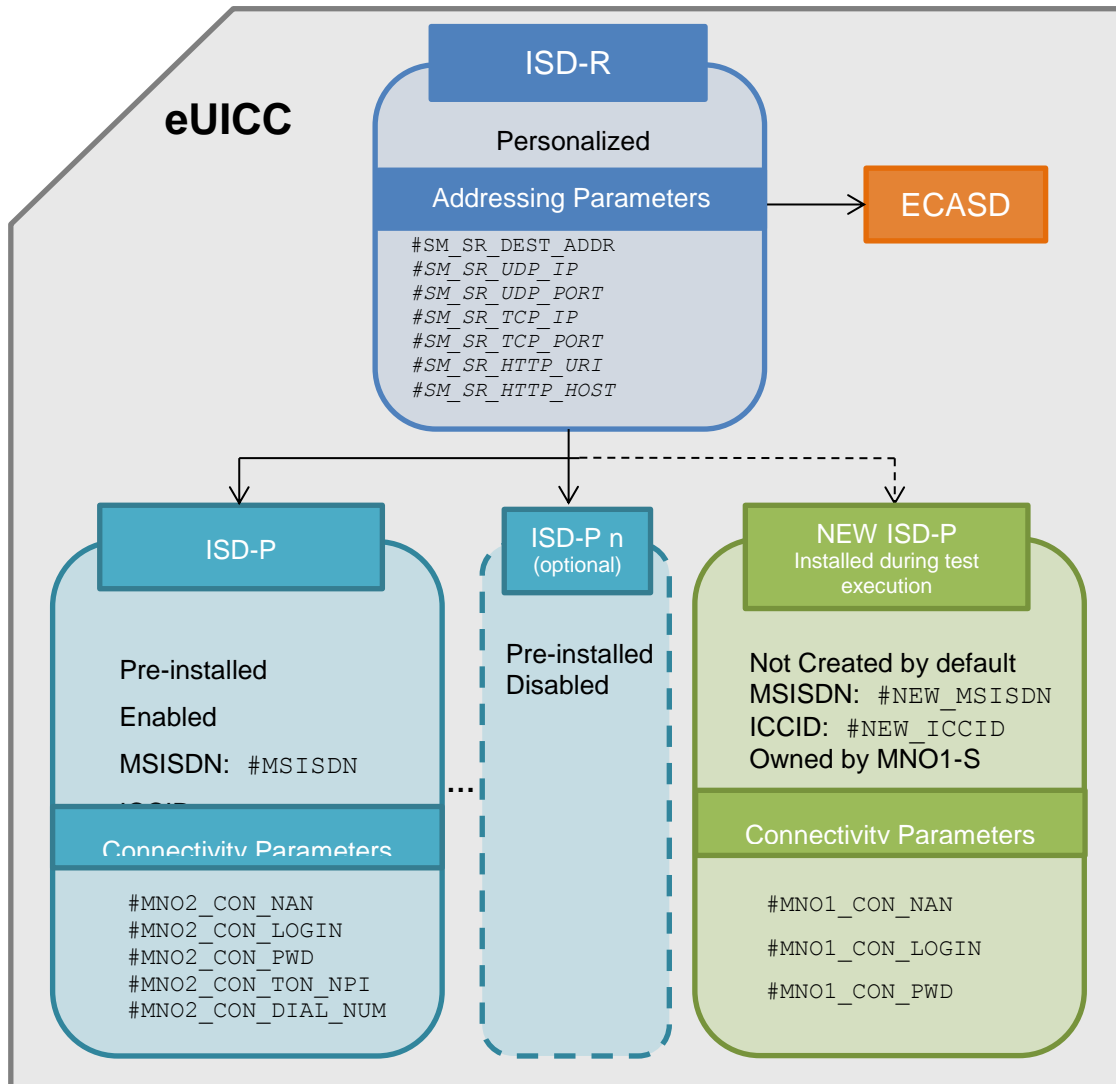 ISD-R
eUICC
Personalized
Addressing Parameters
ECASD
#SM_SR_DEST_ADDR
#SM_SR_UDP_IP
#SM_SR_UDP_PORT
#SM_SR_TCP_IP
#SM_SR_TCP_PORT
#SM_SR_HTTP_URI
#SM_SR_HTTP_HOST
ISD-P
Pre-installed
Enabled
MSISDN: #MSISDN
Connectivity Parameters
#MNO2_CON_NAN
#MNO2_CON_LOGIN
#MNO2_CON_PWD
#MNO2_CON_TON_NPI
#MNO2_CON_DIAL_NUM
...
ISD-P n
(optional)
Pre-installed
Disabled
NEW ISD-P
Installed during test
execution
Not Created by default
MSISDN: #NEW_MSISDN
ICCID: #NEW_ICCID
Owned by MNO1-S
Connectivity Parameters
#MNO1_CON_NAN
#MNO1_CON_LOGIN
#MNO1_CON_PWD